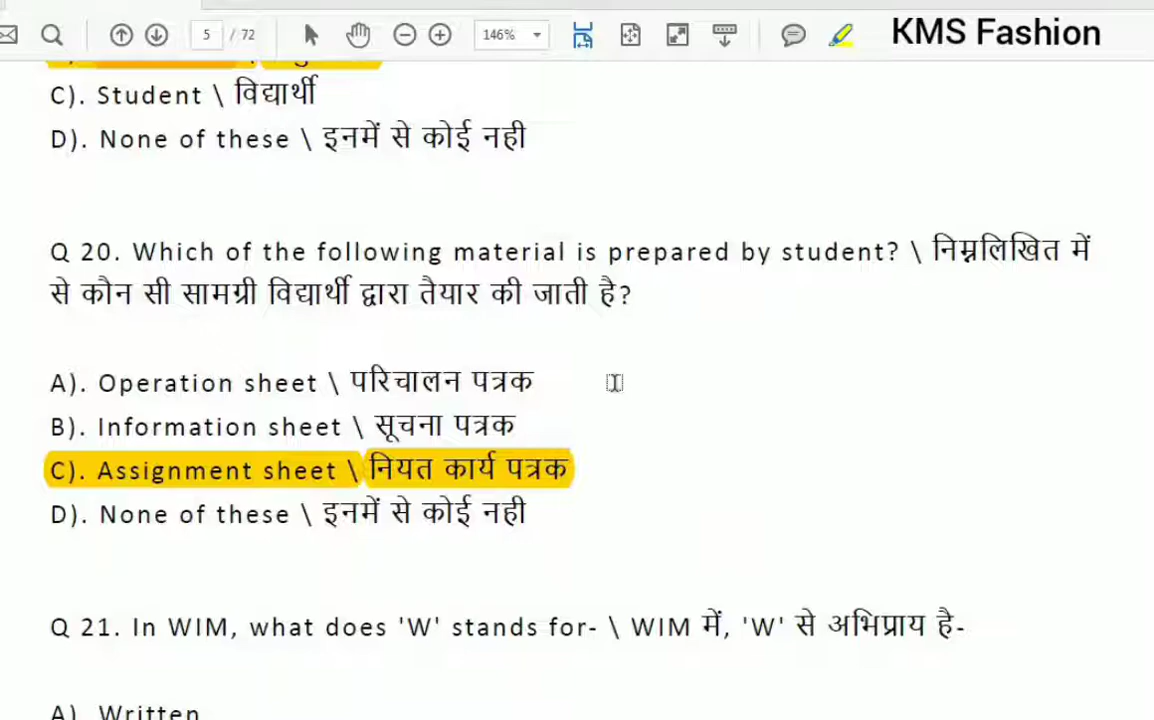 5 / 72 146% KMS Fashion
C). Student \ विद्यार्थी
D). None of these \ इनमें से कोई नही
Q 20. Which of the following material is prepared by student? \ निम्नलिखित में
से कौन सी सामग्री विद्यार्थी द्वारा तैयार की जाती है?
A). Operation sheet \ परिचालन पत्रक
B). Information sheet \ सूचना पत्रक
C). Assignment sheet \ नियत कार्य पत्रक
D). None of these \ इनमें से कोई नही
Q 21. In WIM, what does 'W' stands for- \ WIM में, 'W' से अभिप्राय है-
A). Written